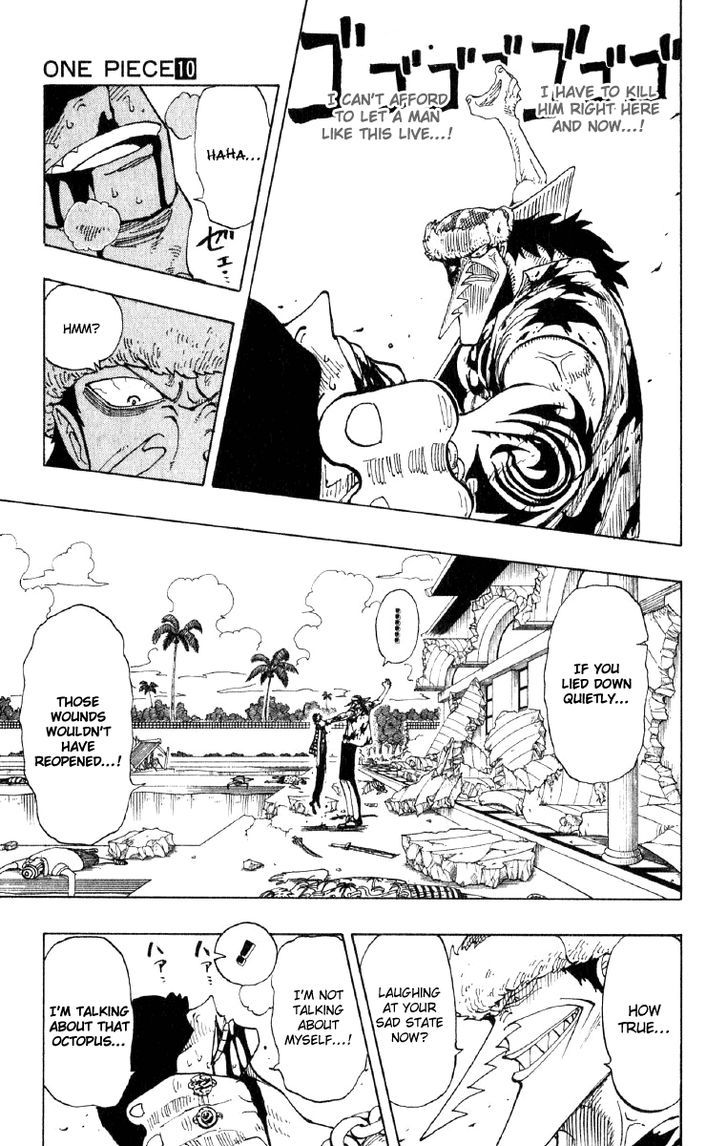 ONE PIECE 10
ゴゴゴゴゴゴゴ
I HAVE TO KILL
HIM RIGHT HERE
AND NOW...!
I CAN'T AFFORD
TO LET A MAN
LIKE THIS LIVE...!
HAHA...
ゼェ・・
HMM?
IF YOU
LIED DOWN
QUIETLY...
!!!!!!
THOSE
WOUNDS
WOULDN'T
HAVE
REOPENED...!
HOW
TRUE...
LAUGHING
AT YOUR
SAD STATE
NOW?
I'M NOT
TALKING
ABOUT
MYSELF...!
!
ハァ
ハァ
I'M TALKING
ABOUT THAT
OCTOPUS...